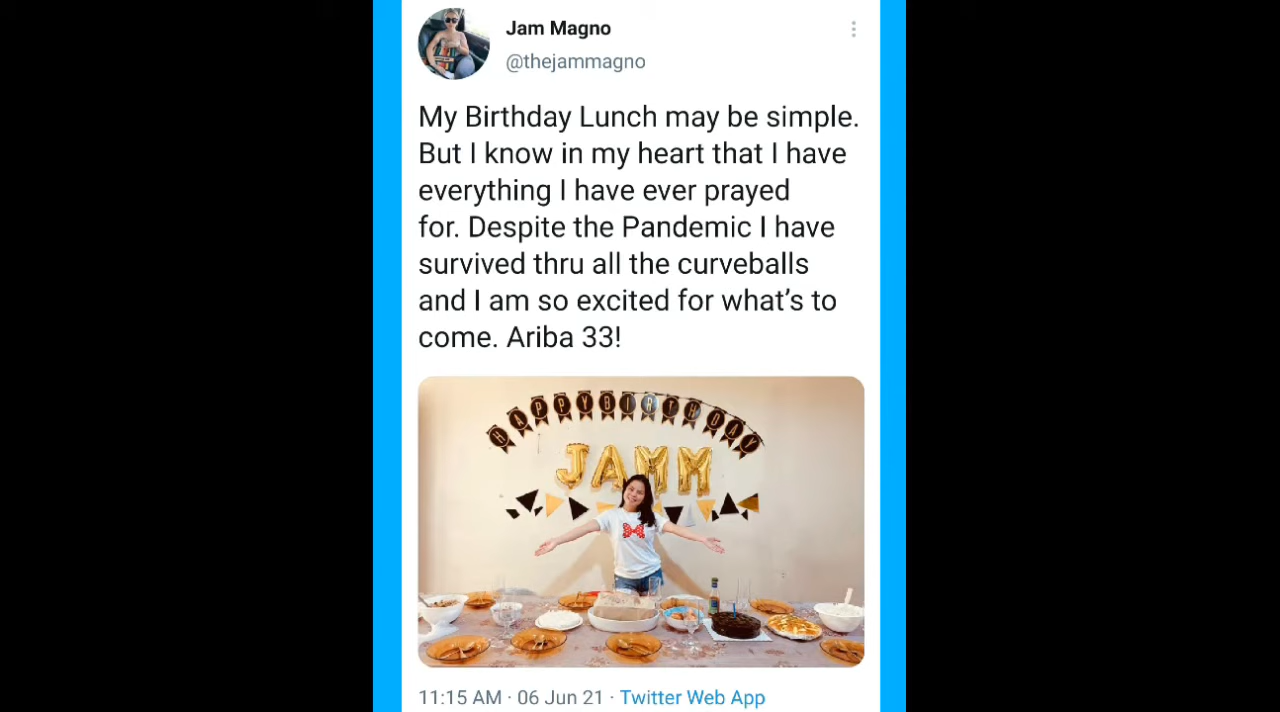 Jam Magno
@thejammagno
My Birthday Lunch may be simple.
But I know in my heart that I have
everything I have ever prayed
for. Despite the Pandemic I have
survived thru all the curveballs
and I am so excited for what's to
come. Ariba 33!
HAPPY BIRTHDAY
JAMM
11:15 AM · 06 Jun 21 · Twitter Web App